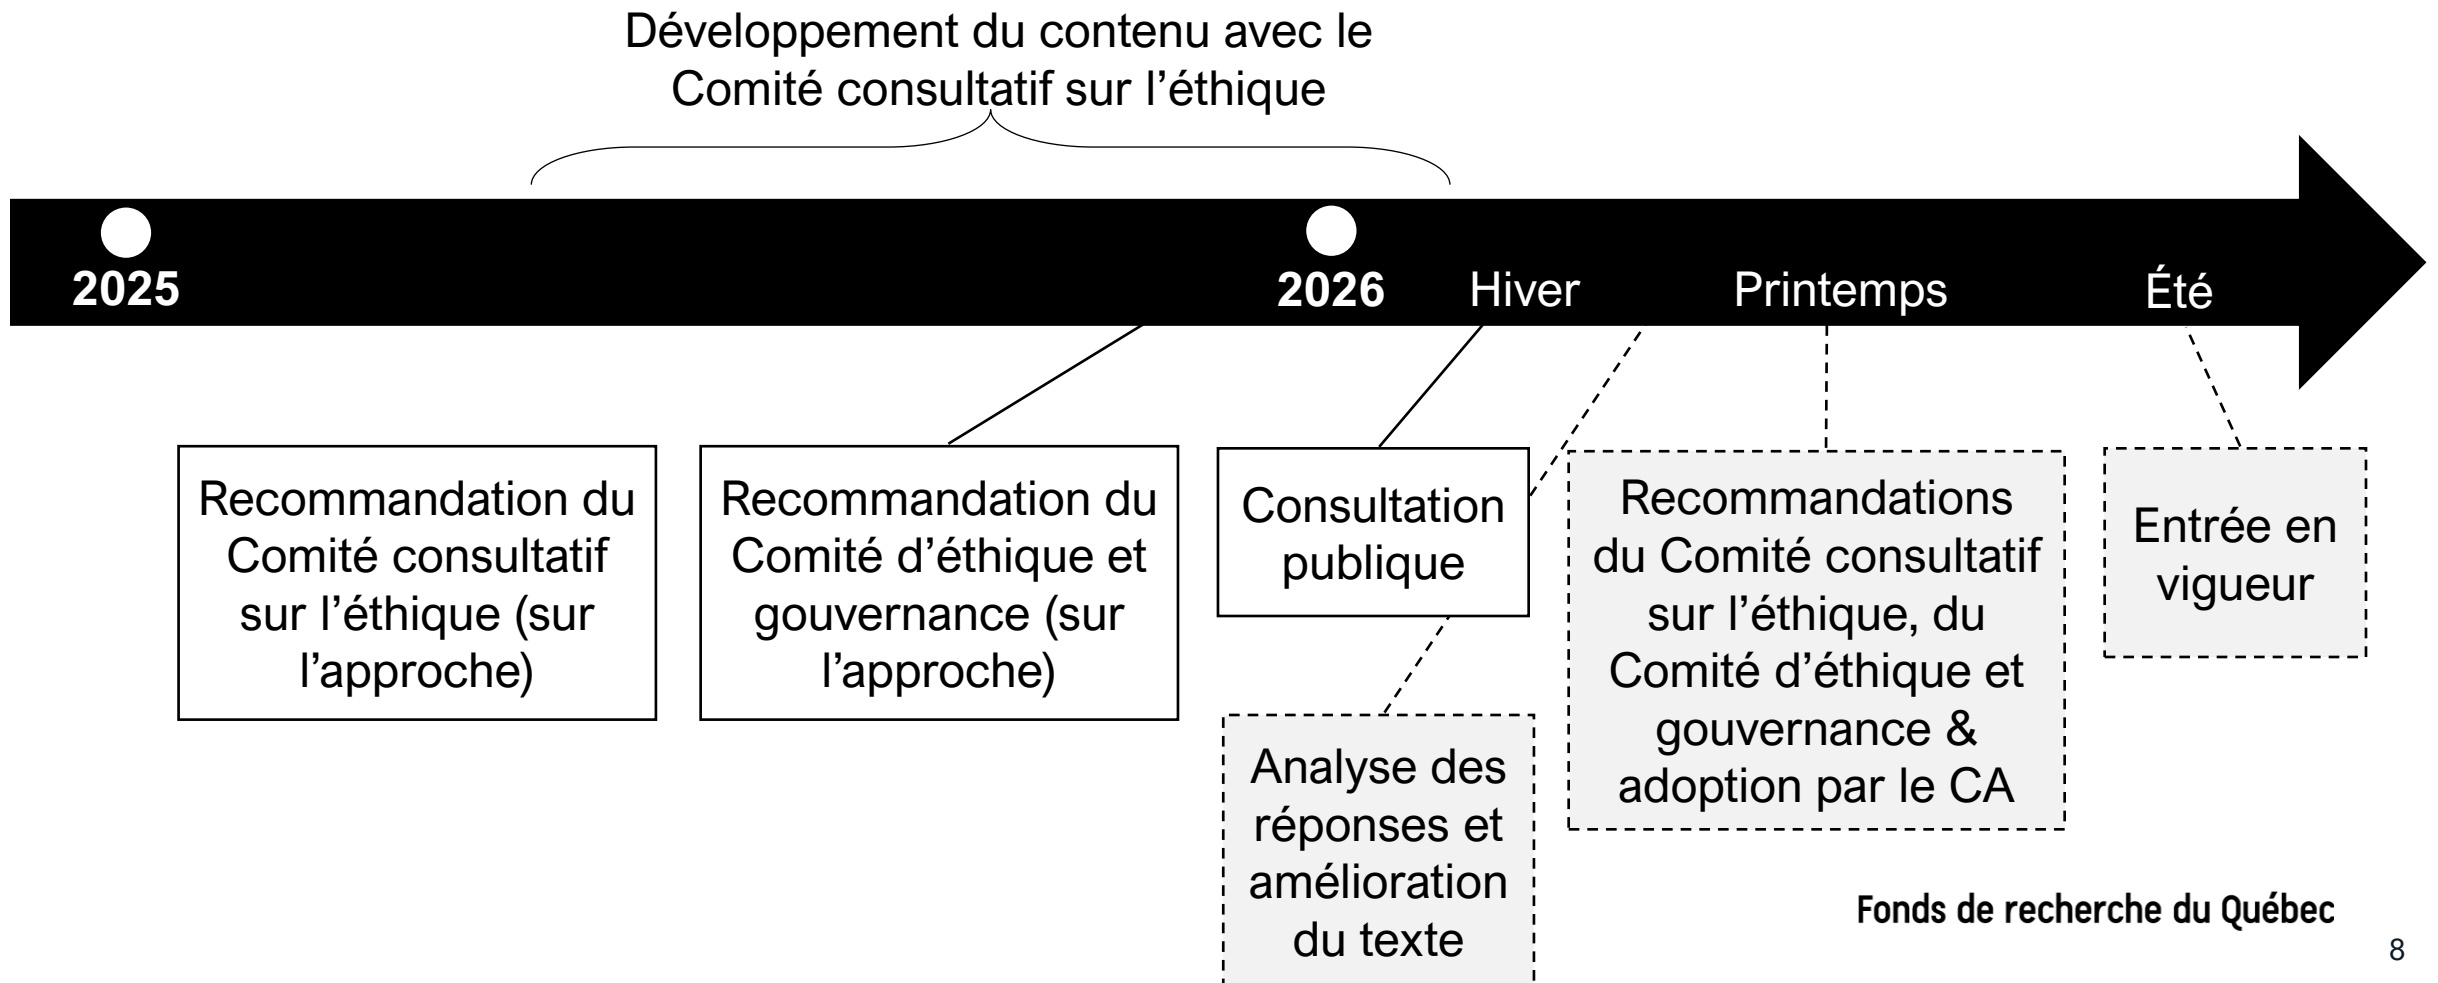 Développement du contenu avec le
Comité consultatif sur l’éthique
2025
2026
Hiver
Printemps
Été
Recommandation du
Comité consultatif
sur l’éthique (sur
l’approche)
Recommandation du
Comité d’éthique et
gouvernance (sur
l’approche)
Consultation
publique
Analyse des
réponses et
amélioration
du texte
Recommandations
du Comité consultatif
sur l’éthique, du
Comité d’éthique et
gouvernance &
adoption par le CA
Entrée en
vigueur
Fonds de recherche du Québec
8